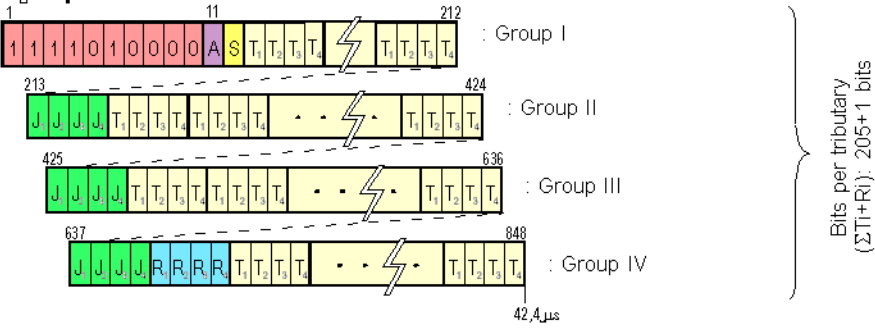 1 11 212
1 1 1 1 0 1 0 0 0 0 A S T1 T2 T3 T4 T1 T2 T3 T4 : Group I
213 424
J1 J2 J3 J4 T1 T2 T3 T4 T1 T2 T3 T4 · · · T1 T2 T3 T4 : Group II
425 636
J1 J2 J3 J4 T1 T2 T3 T4 T1 T2 T3 T4 · · · T1 T2 T3 T4 : Group III
637 848
J1 J2 J3 J4 R1 R2 R3 R4 T1 T2 T3 T4 · · · T1 T2 T3 T4 : Group IV
42,4µs
Bits per tributary
(ΣTi+Ri): 205+1 bits